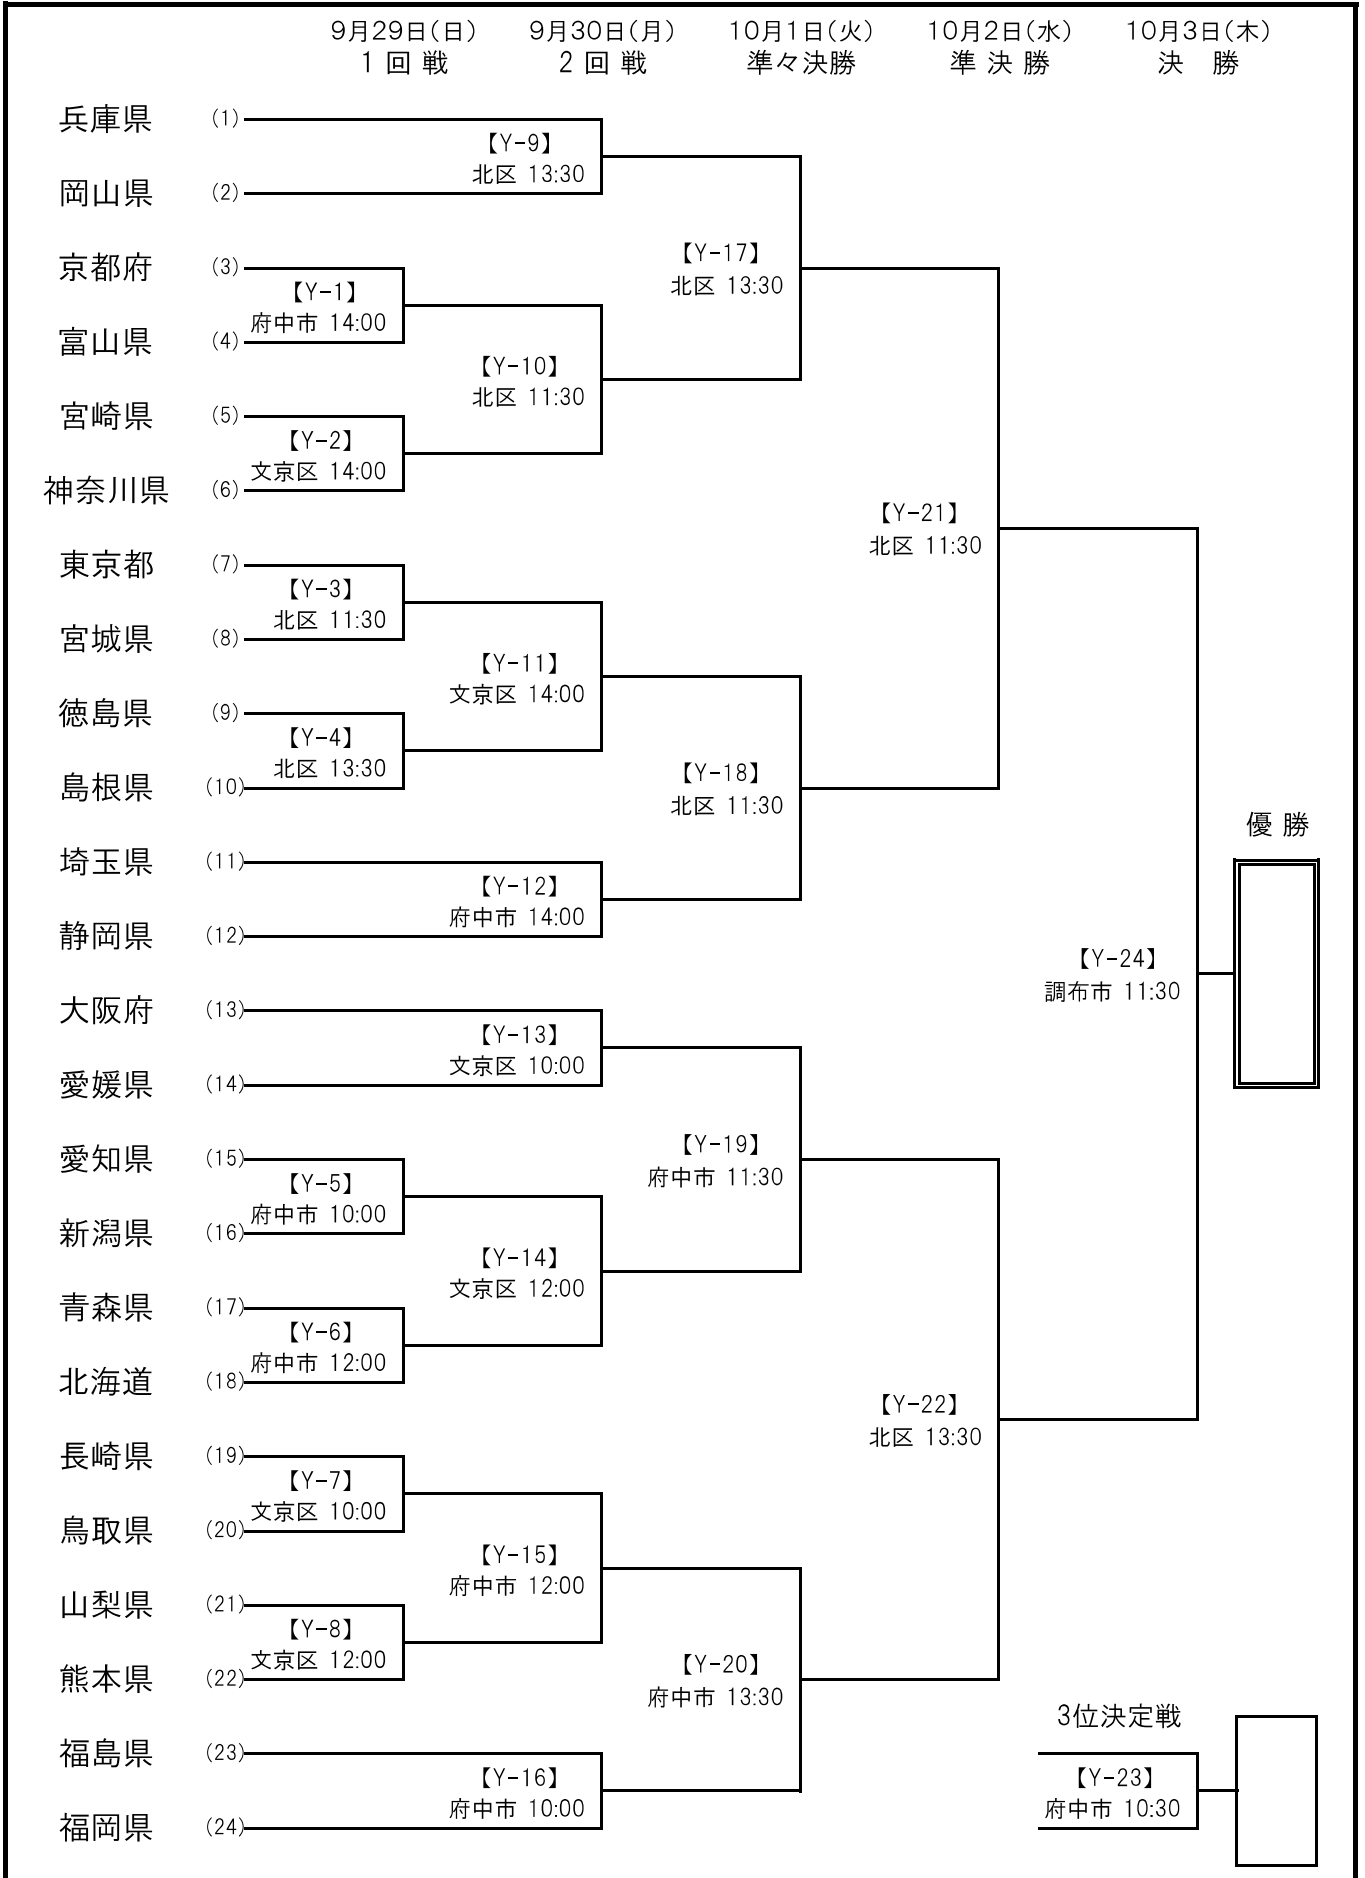 9月29日(日) 9月30日(月) 10月1日(火) 10月2日(水) 10月3日(木)
1 回 戦 2 回 戦 準々決勝 準 決 勝 決 勝
兵庫県 (1)
【Y-9】
北区 13:30
岡山県 (2)
【Y-17】
北区 13:30
京都府 (3)
【Y-1】
府中市 14:00
富山県 (4)
【Y-10】
北区 11:30
宮崎県 (5)
【Y-2】
文京区 14:00
神奈川県 (6)
【Y-21】
北区 11:30
東京都 (7)
【Y-3】
北区 11:30
宮城県 (8)
【Y-11】
文京区 14:00
徳島県 (9)
【Y-4】
北区 13:30
島根県 (10)
【Y-18】
北区 11:30
優 勝
埼玉県 (11)
【Y-12】
府中市 14:00
静岡県 (12)
【Y-24】
調布市 11:30
大阪府 (13)
【Y-13】
文京区 10:00
愛媛県 (14)
【Y-19】
府中市 11:30
愛知県 (15)
【Y-5】
府中市 10:00
新潟県 (16)
【Y-14】
文京区 12:00
青森県 (17)
【Y-6】
府中市 12:00
北海道 (18)
【Y-22】
北区 13:30
長崎県 (19)
【Y-7】
文京区 10:00
鳥取県 (20)
【Y-15】
府中市 12:00
山梨県 (21)
【Y-8】
文京区 12:00
熊本県 (22)
【Y-20】
府中市 13:30
3位決定戦
福島県 (23)
【Y-16】
府中市 10:00
【Y-23】
府中市 10:30
福岡県 (24)